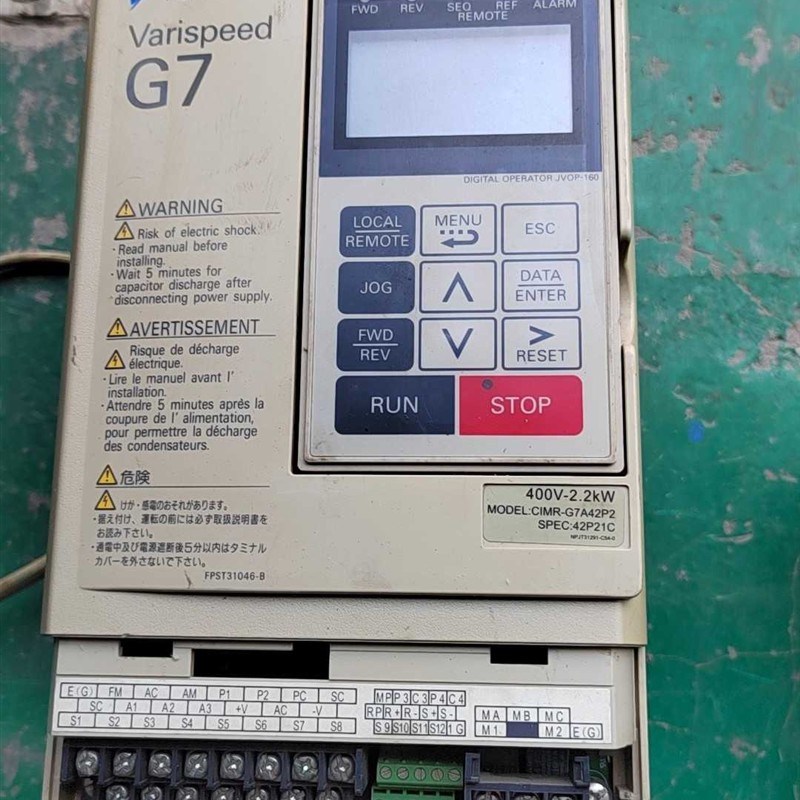 Varispeed
G7
FWD REV SEQ REF ALARM
REMOTE
DIGITAL OPERATOR JVOP-160
LOCAL
REMOTE
MENU
ESC
JOG
DATA
ENTER
FWD
REV
>
RESET
RUN
STOP
WARNING
Risk of electric shock.
・Read manual before
installing.
・Wait 5 minutes for
capacitor discharge after
disconnecting power supply.
AVERTISSEMENT
Risque de décharge
électrique.
・Lire le manuel avant l'
installation.
・Attendre 5 minutes après la
coupure de l' alimentation,
pour permettre la décharge
des condensateurs.
危険
けが・感電のおそれがあります。
・据え付け、運転の前には必ず取扱説明書を
お読み下さい。
・通電中及び電源遮断後5分以内はターミナル
カバーを外さないで下さい。
FPST31046-B
400V-2.2kW
MODEL:CIMR-G7A42P2
SPEC:42P21C
NPJT31291-C54-0
E(G) FM AC AM P1 P2 PC SC
SC A1 A2 A3 +V AC -V
S1 S2 S3 S4 S5 S6 S7 S8
MP P3 C3 P4 C4
RP R+ R- S+ S-
S9 S10 S11 S12 IG
MA MB MC
M1 M2 E(G)